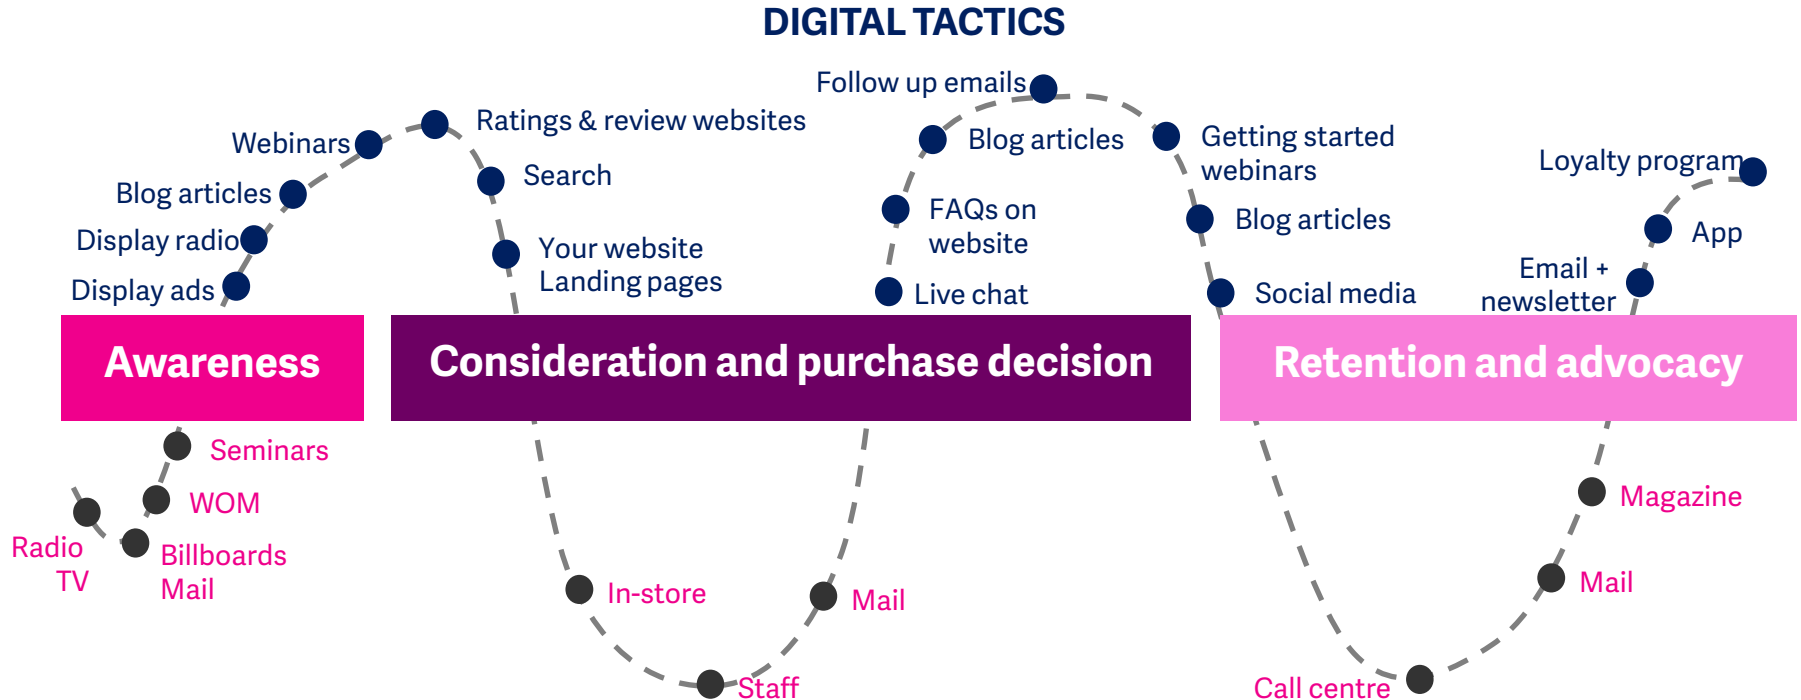 DIGITAL TACTICS
Follow up emails
Webinars
Ratings & review websites
Blog articles
Getting started
webinars
Loyalty program
Search
Blog articles
FAQs on
website
Blog articles
App
Display radio
Your website
Landing pages
Email +
newsletter
Display ads
Live chat
Social media
Awareness
Consideration and purchase decision
Retention and advocacy
Seminars
WOM
Radio
TV
Billboards
Mail
In-store
Mail
Staff
Magazine
Mail
Call centre